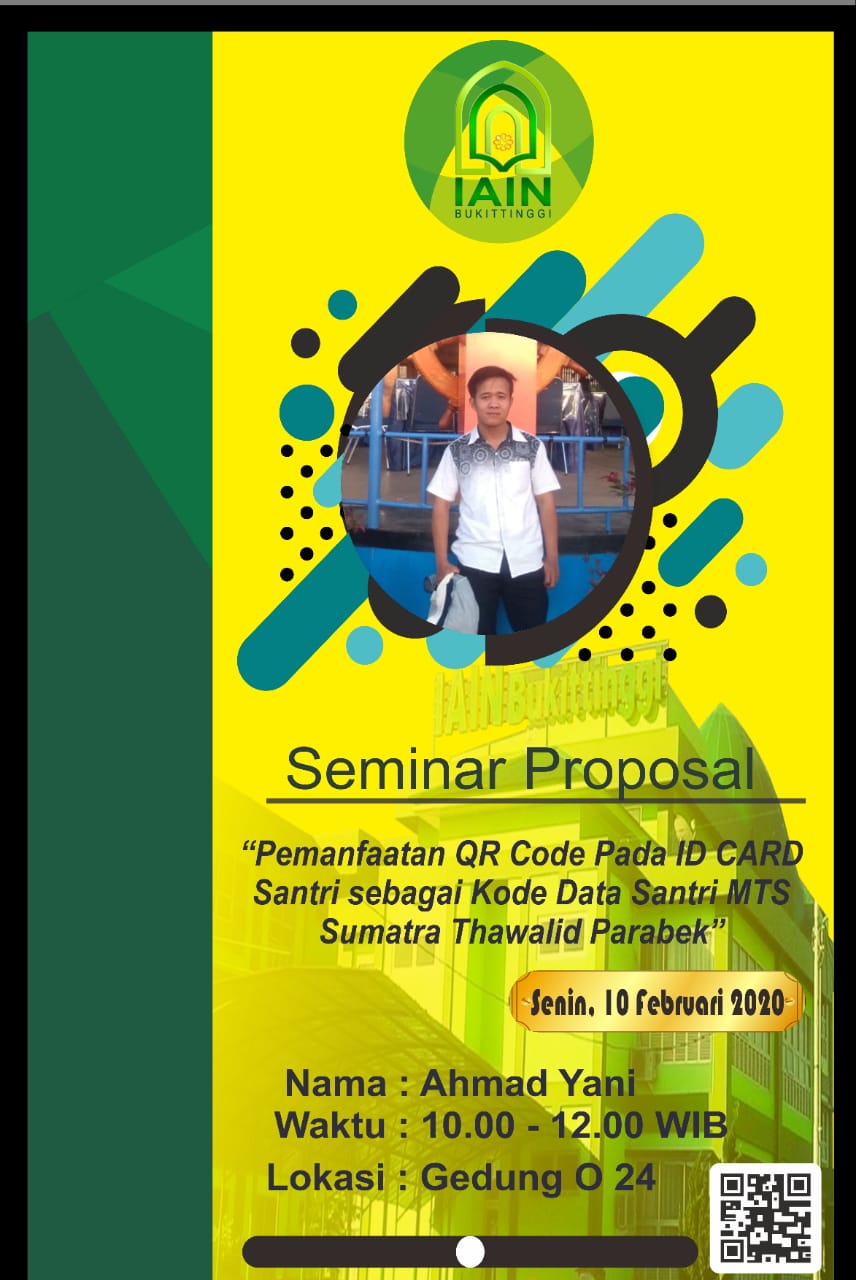 IAIN
BUKITTINGGI
IAIN Bukittinggi
Seminar Proposal
“Pemanfaatan QR Code Pada ID CARD
Santri sebagai Kode Data Santri MTS
Sumatra Thawalid Parabek”
Senin, 10 Februari 2020
Nama : Ahmad Yani
Waktu : 10.00 - 12.00 WIB
Lokasi : Gedung O 24